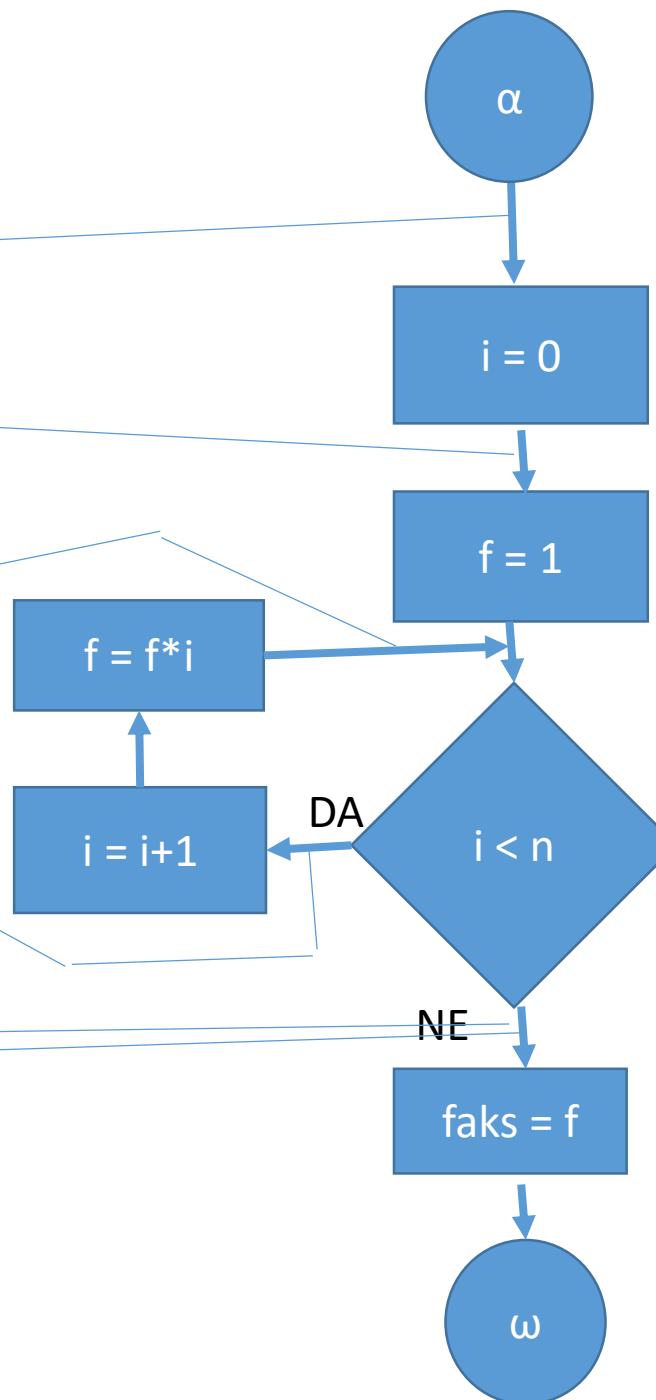 α
i = 0
f = 1
f = f*i
DA
i = i+1
i < n
NE
faks = f
ω